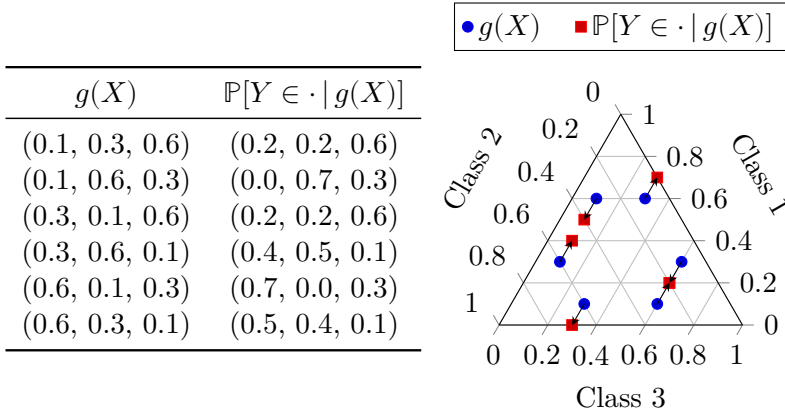 g(X) ℙ[Y ∈ · | g(X)]
g(X) ℙ[Y ∈ · | g(X)]
(0.1, 0.3, 0.6) (0.2, 0.2, 0.6)
(0.1, 0.6, 0.3) (0.0, 0.7, 0.3)
(0.3, 0.1, 0.6) (0.2, 0.2, 0.6)
(0.3, 0.6, 0.1) (0.4, 0.5, 0.1)
(0.6, 0.1, 0.3) (0.7, 0.0, 0.3)
(0.6, 0.3, 0.1) (0.5, 0.4, 0.1)
Class 2
0
0.2
0.4
0.6
0.8
1
Class 1
1
0.8
0.6
0.4
0.2
0
0 0.2 0.4 0.6 0.8 1
Class 3